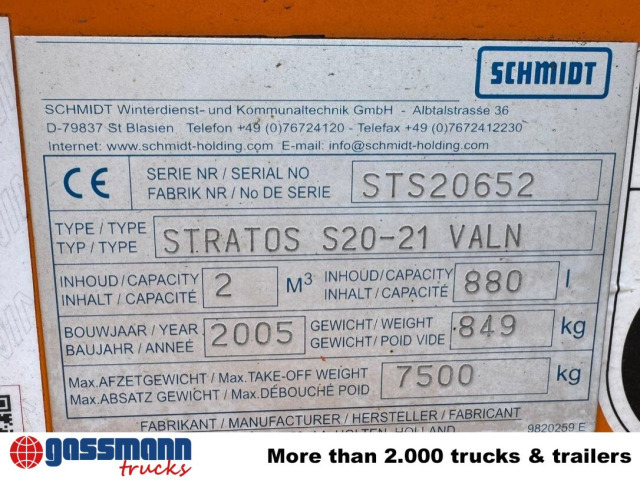 SCHMIDT
SCHMIDT Winterdienst- und Kommunaltechnik GmbH - Albtalstrasse 36
D-79837 St Blasien Telefon +49 (0)76724120 - Telefax +49 (0)7672412230
Internet: www.schmidt-holding.com E-mail: info@schmidt-holding.com
CE
SERIE NR / SERIAL NO
FABRIK NR / No DE SERIE
STS20652
TYPE / TYPE
TYP / TYPE
STRATOS S20-21 VALN
INHOUD / CAPACITY
INHALT / CAPACITÉ
2 M3
INHOUD / CAPACITY
INHALT / CAPACITÉ
880 l
BOUWJAAR / YEAR
BAUJAHR / ANNEÉ
2005
GEWICHT / WEIGHT
GEWICHT / POID VIDE
849 kg
Max.AFZETGEWICHT / Max.TAKE-OFF WEIGHT
Max.ABSATZ GEWICHT / Max.DÉBOUCHÉ POID
7500 kg
FABRIKANT / MANUFACTURER / HERSTELLER / FABRICANT
HOLTEN, HOLLAND
9820259 E
gassmann
trucks
More than 2.000 trucks & trailers